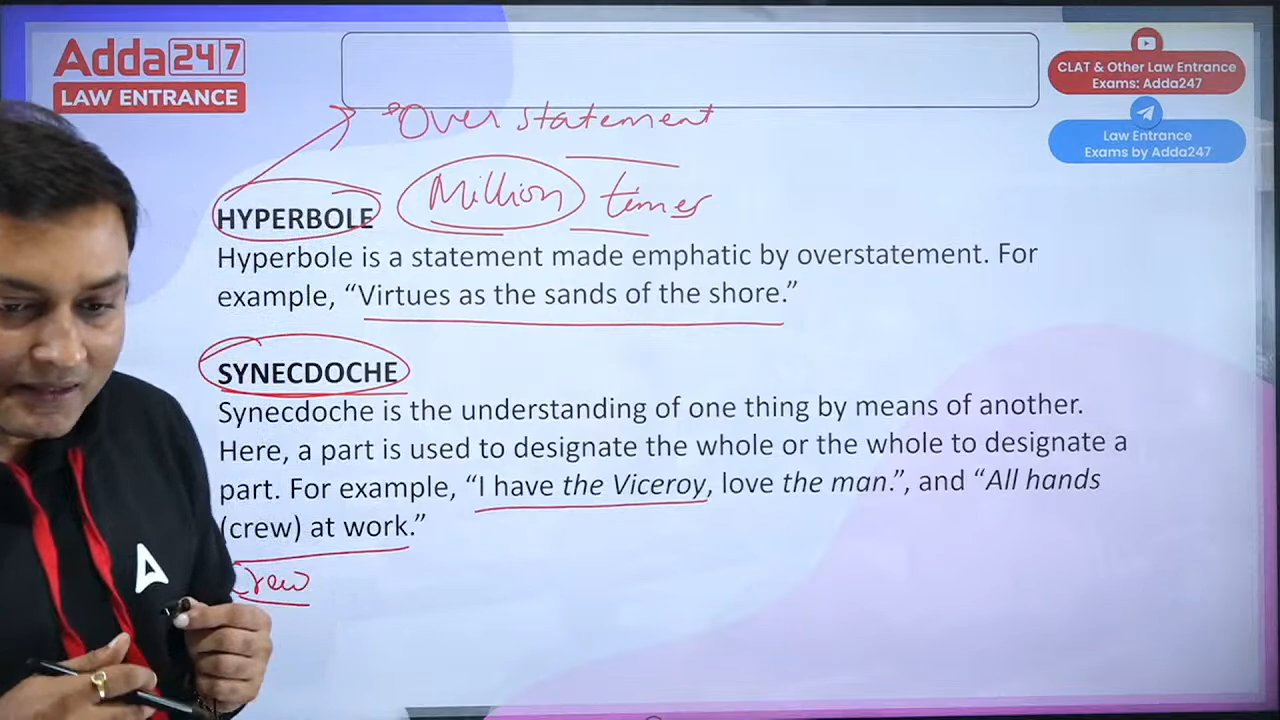 Adda247
LAW ENTRANCE
CLAT & Other Law Entrance
Exams: Adda247
Law Entrance
Exams by Adda247
Over statement
Million times
HYPERBOLE
Hyperbole is a statement made emphatic by overstatement. For
example, “Virtues as the sands of the shore.”
SYNECDOCHE
Synecdoche is the understanding of one thing by means of another.
Here, a part is used to designate the whole or the whole to designate a
part. For example, “I have the Viceroy, love the man.”, and “All hands
(crew) at work.”
Crew